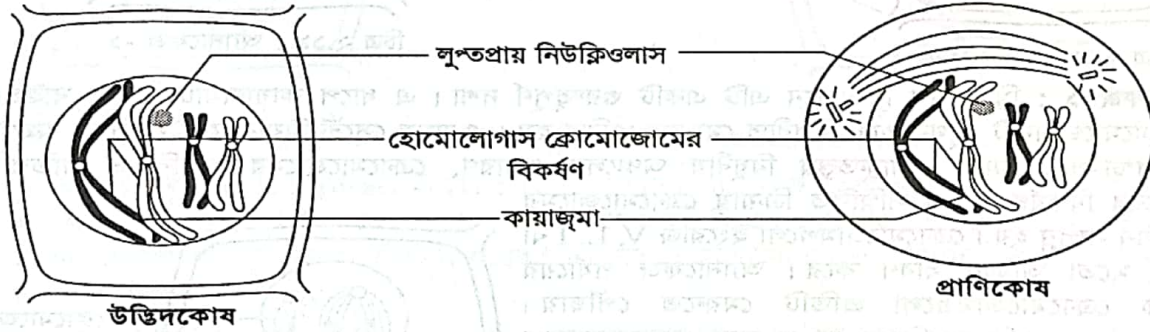 লুপ্তপ্রায় নিউক্লিওলাস
হোমোলোগাস ক্রোমোজোমের
বিকর্ষণ
কায়াজ্‌মা
উদ্ভিদকোষ
প্রাণিকোষ